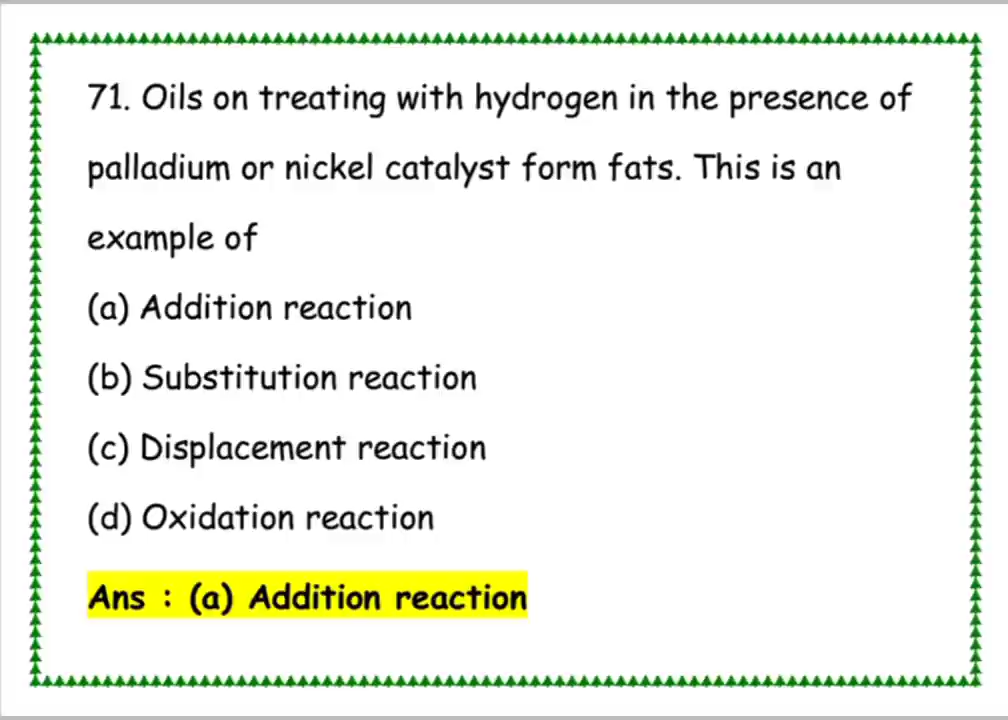 71. Oils on treating with hydrogen in the presence of
palladium or nickel catalyst form fats. This is an
example of
(a) Addition reaction
(b) Substitution reaction
(c) Displacement reaction
(d) Oxidation reaction
Ans : (a) Addition reaction